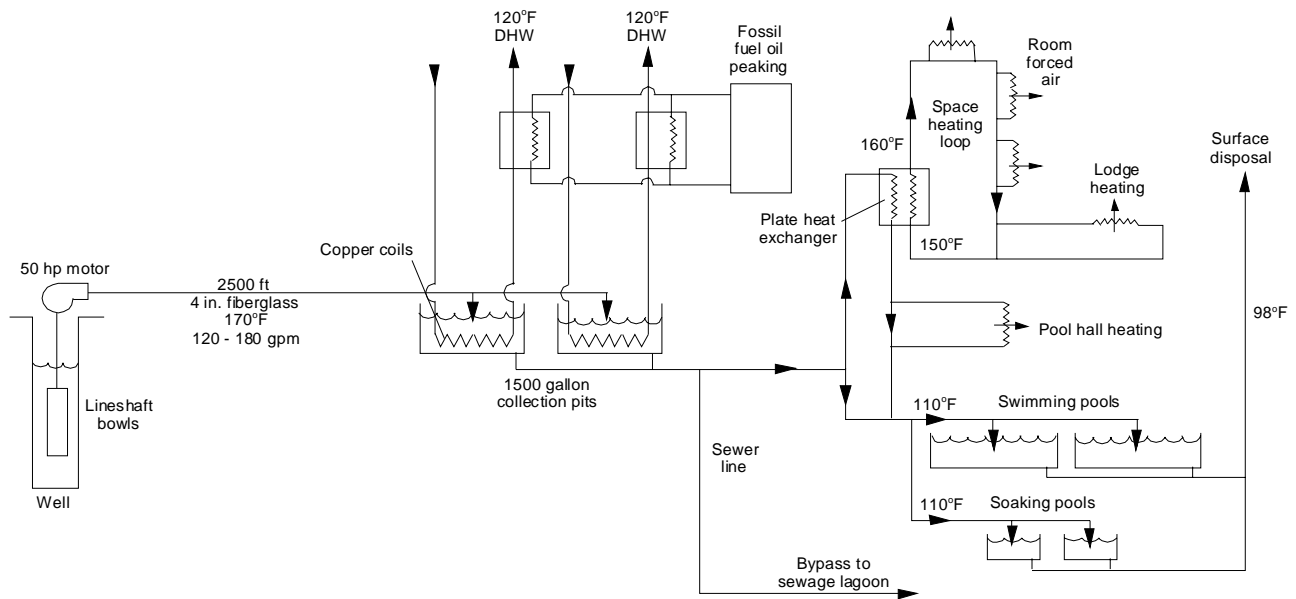 120°F
DHW
120°F
DHW
Fossil
fuel oil
peaking
Room
forced
air
Space
heating
loop
160°F
Surface
disposal
Lodge
heating
Plate heat
exchanger
150°F
Copper coils
50 hp motor
2500 ft
4 in. fiberglass
170°F
120 - 180 gpm
98°F
Pool hall heating
1500 gallon
collection pits
Lineshaft
bowls
110°F
Swimming pools
Sewer
line
Well
110°F
Soaking pools
Bypass to
sewage lagoon